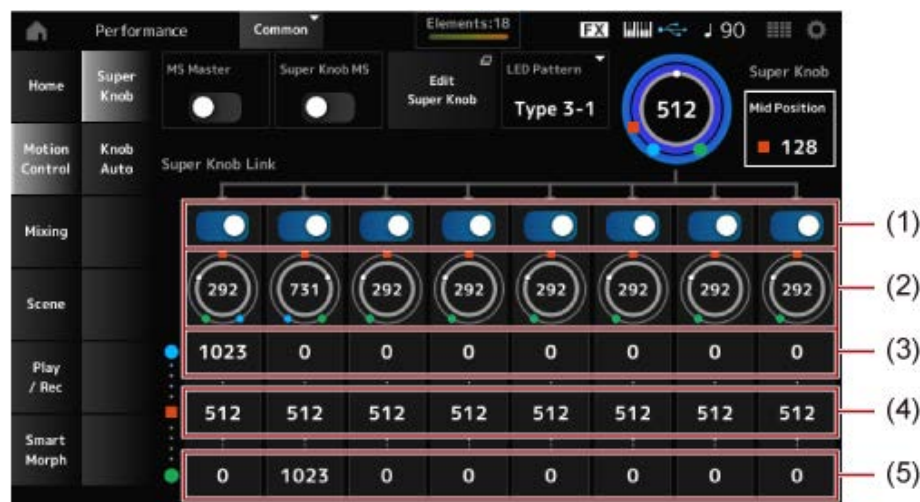 Performance Common Elements:18 FX ♩ 90
Home Super Knob MS Master Super Knob MS Edit Super Knob LED Pattern Type 3-1 512 Super Knob Mid Position 128
Motion Control Knob Auto Super Knob Link
Mixing (1)
Scene 292 731 292 292 292 292 292 292 (2)
1023 0 0 0 0 0 0 0 (3)
Play / Rec
512 512 512 512 512 512 512 512 (4)
Smart Morph
0 1023 0 0 0 0 0 0 (5)